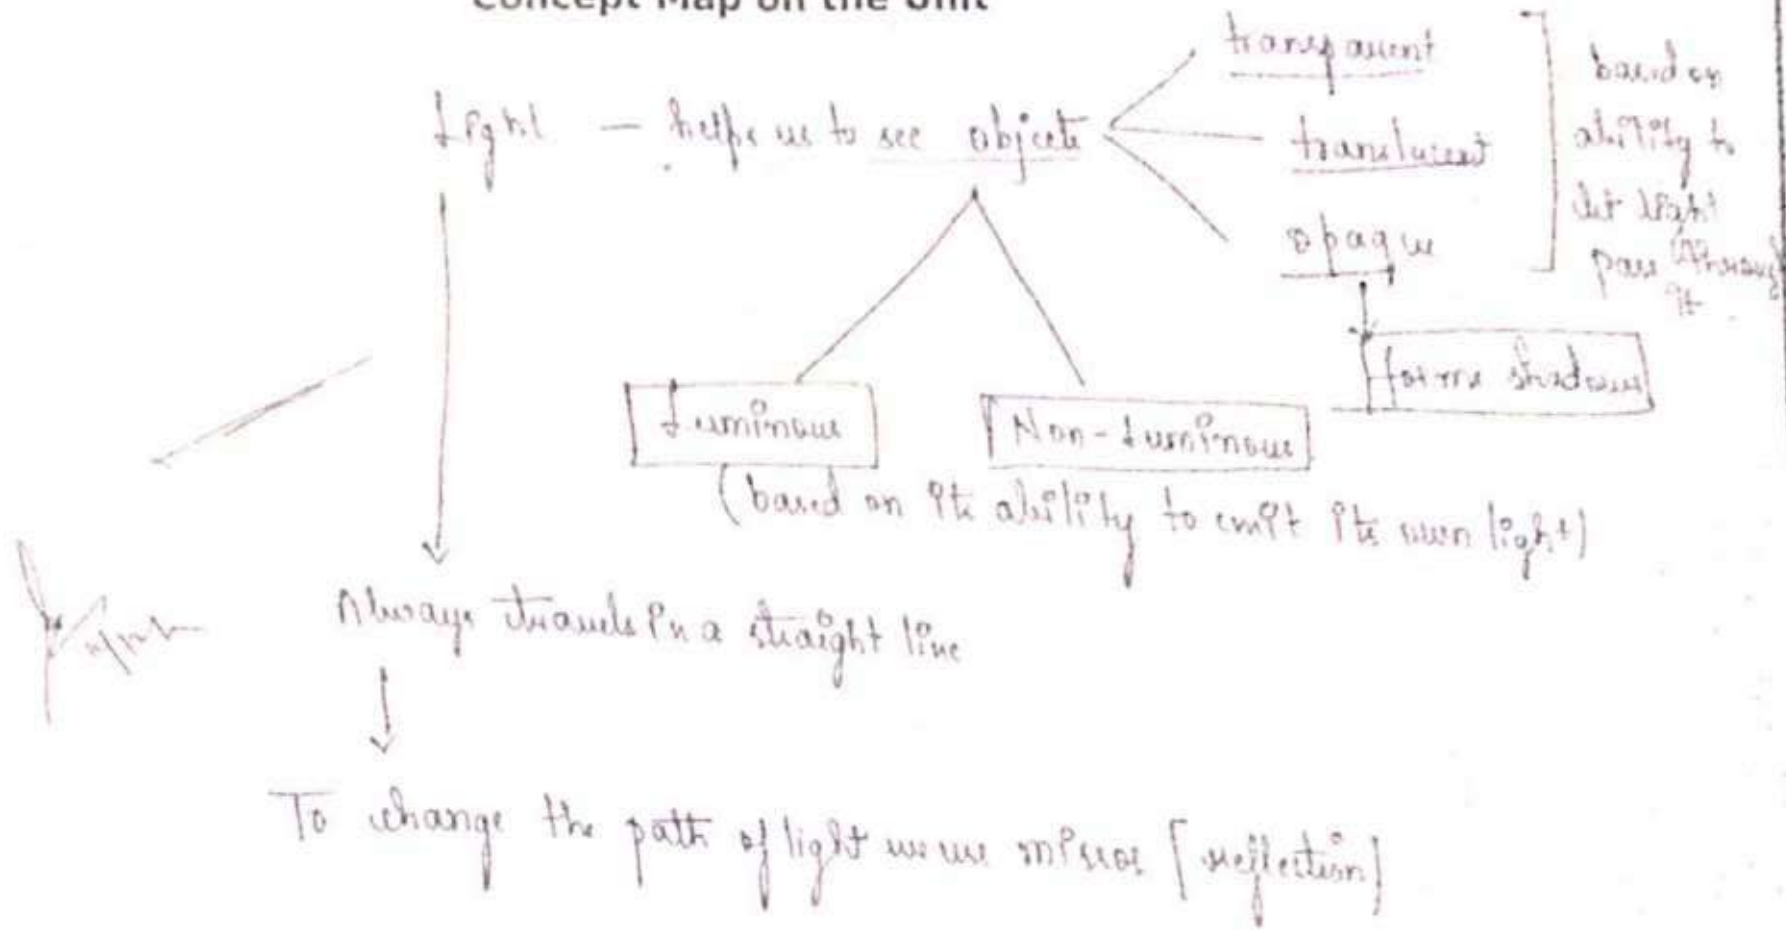 Concept Map on the Unit
Light — helps us to see objects
transparent
translucent
opaque
based on
ability to
let light
pass through
it
forms shadows
Luminous
Non-Luminous
(based on its ability to emit its own light)
Always travels in a straight line
To change the path of light we use mirror [reflection]